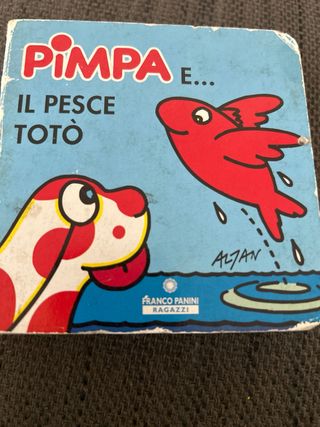 PiMPA E...
IL PESCE
TOTÒ
ALTAN
FRANCO PANINI
RAGAZZI